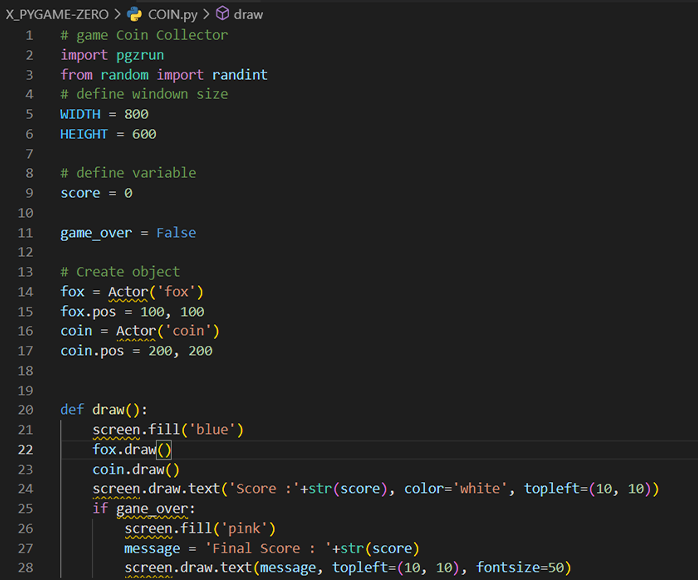 X_PYGAME-ZERO > COIN.py > draw
1 # game Coin Collector
2 import pgzrun
3 from random import randint
4 # define windown size
5 WIDTH = 800
6 HEIGHT = 600
7
8 # define variable
9 score = 0
10
11 game_over = False
12
13 # Create object
14 fox = Actor('fox')
15 fox.pos = 100, 100
16 coin = Actor('coin')
17 coin.pos = 200, 200
18
19
20 def draw():
21     screen.fill('blue')
22     fox.draw()
23     coin.draw()
24     screen.draw.text('Score :'+str(score), color='white', topleft=(10, 10))
25     if gane_over:
26         screen.fill('pink')
27         message = 'Final Score : '+str(score)
28         screen.draw.text(message, topleft=(10, 10), fontsize=50)